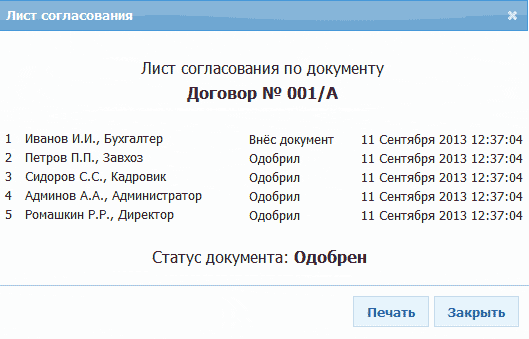 Лист согласования
Лист согласования по документу
Договор № 001/А
1 Иванов И.И., Бухгалтер Внёс документ 11 Сентября 2013 12:37:04
2 Петров П.П., Завхоз Одобрил 11 Сентября 2013 12:37:04
3 Сидоров С.С., Кадровик Одобрил 11 Сентября 2013 12:37:04
4 Админов А.А., Администратор Одобрил 11 Сентября 2013 12:37:04
5 Ромашкин Р.Р., Директор Одобрил 11 Сентября 2013 12:37:04
Статус документа: Одобрен
Печать Закрыть